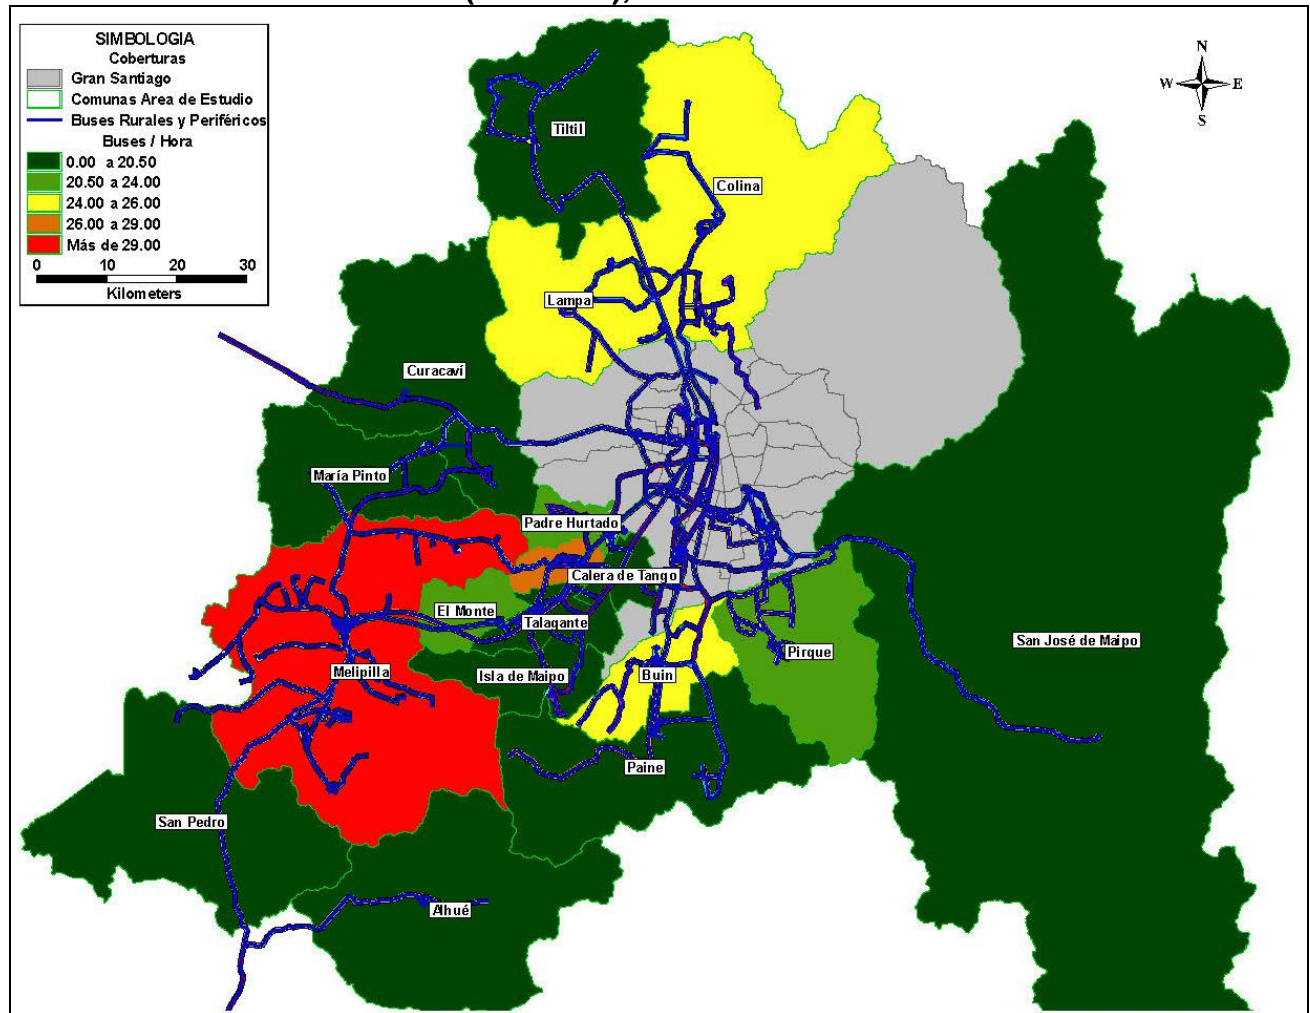 SIMBOLOGIA
Coberturas
Gran Santiago
Comunas Area de Estudio
Buses Rurales y Periféricos
Buses / Hora
0.00 a 20.50
20.50 a 24.00
24.00 a 26.00
26.00 a 29.00
Más de 29.00
0 10 20 30
Kilometers
N
W E
S
Tiltil
Colina
Lampa
Curacaví
María Pinto
Padre Hurtado
Calera de Tango
El Monte
Talagante
San José de Maipo
Pirque
Melipilla
Isla de Maipo
Buin
Paine
San Pedro
Alhué